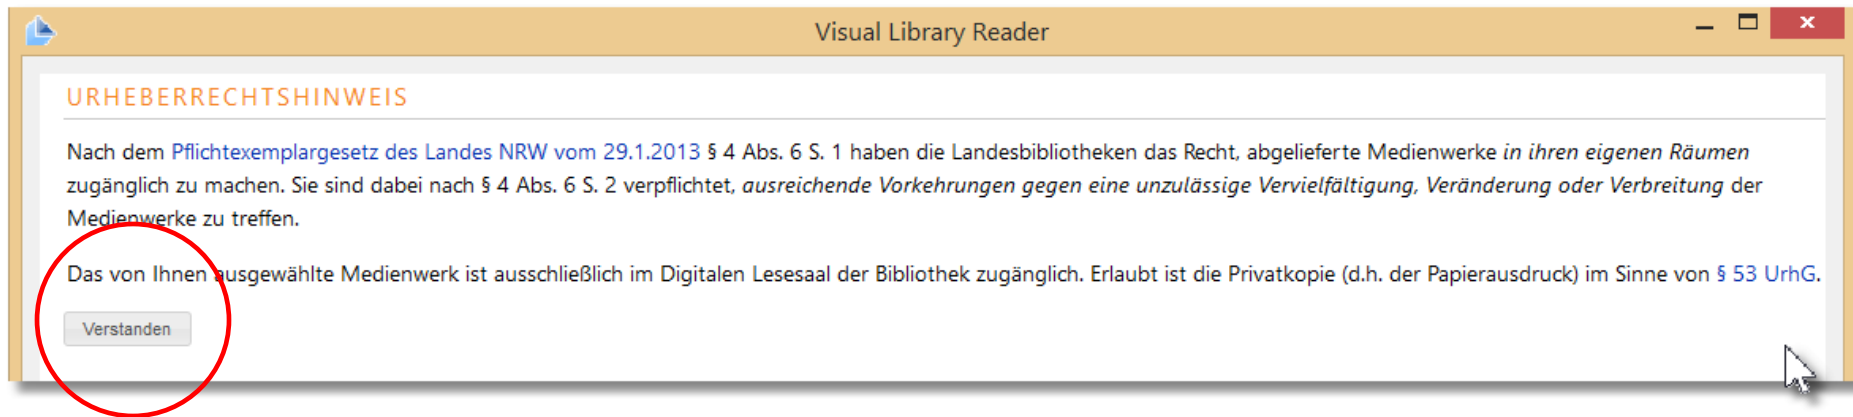 Visual Library Reader
URHEBERRECHTSHINWEIS
Nach dem Pflichtexemplargesetz des Landes NRW vom 29.1.2013 § 4 Abs. 6 S. 1 haben die Landesbibliotheken das Recht, abgelieferte Medienwerke in ihren eigenen Räumen
zugänglich zu machen. Sie sind dabei nach § 4 Abs. 6 S. 2 verpflichtet, ausreichende Vorkehrungen gegen eine unzulässige Vervielfältigung, Veränderung oder Verbreitung der
Medienwerke zu treffen.
Das von Ihnen ausgewählte Medienwerk ist ausschließlich im Digitalen Lesesaal der Bibliothek zugänglich. Erlaubt ist die Privatkopie (d.h. der Papierausdruck) im Sinne von § 53 UrhG.
Verstanden